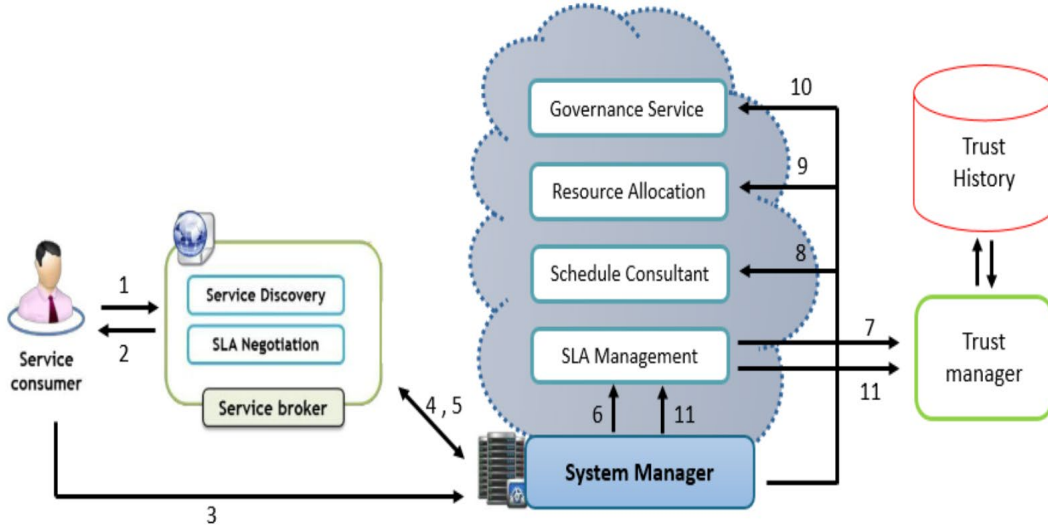 10
Governance Service
Trust
History
9
Resource Allocation
8
Schedule Consultant
1
Service Discovery
2
SLA Negotiation
7
SLA Management
Trust
manager
Service
consumer
11
Service broker
4 , 5
6
11
System Manager
3